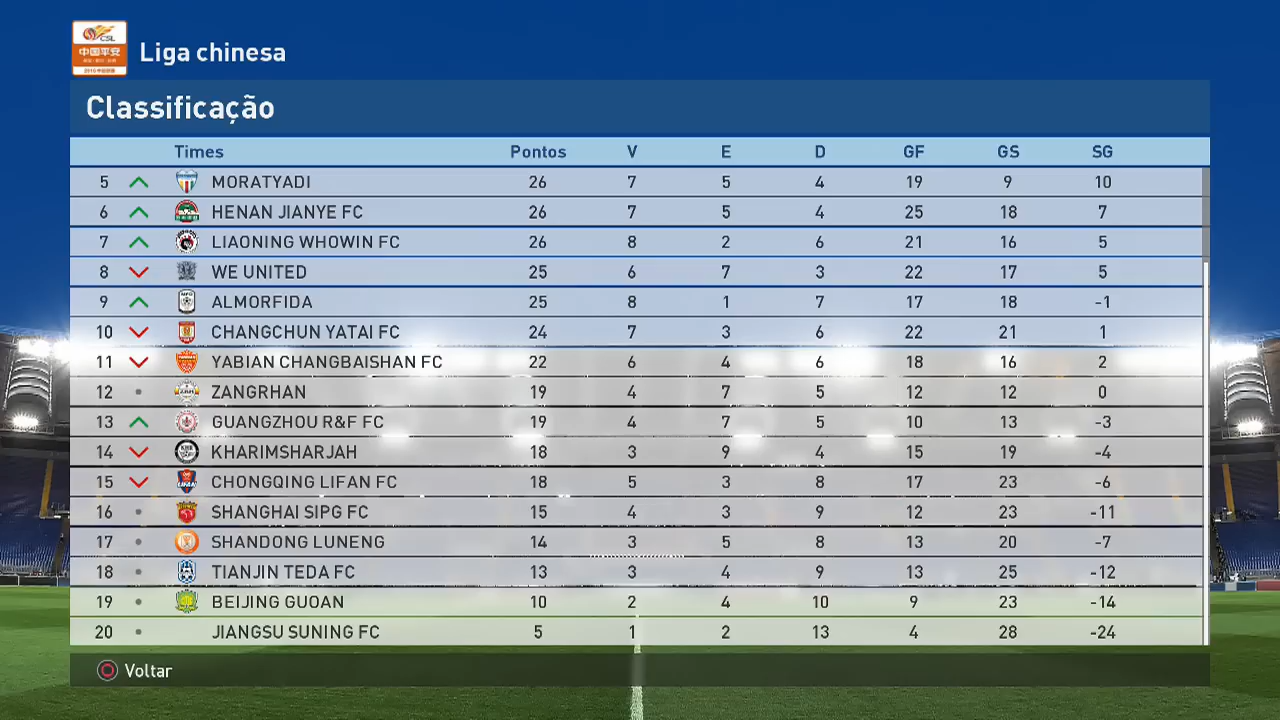 CSL
中国平安
Liga chinesa
Classificação
Times Pontos V E D GF GS SG
5 MORATYADI 26 7 5 4 19 9 10
6 HENAN JIANYE FC 26 7 5 4 25 18 7
7 LIAONING WHOWIN FC 26 8 2 6 21 16 5
8 WE UNITED 25 6 7 3 22 17 5
9 ALMORFIDA 25 8 1 7 17 18 -1
10 CHANGCHUN YATAI FC 24 7 3 6 22 21 1
11 YABIAN CHANGBAISHAN FC 22 6 4 6 18 16 2
12 ZANGRHAN 19 4 7 5 12 12 0
13 GUANGZHOU R&F FC 19 4 7 5 10 13 -3
14 KHARIMSHARJAH 18 3 9 4 15 19 -4
15 CHONGQING LIFAN FC 18 5 3 8 17 23 -6
16 SHANGHAI SIPG FC 15 4 3 9 12 23 -11
17 SHANDONG LUNENG 14 3 5 8 13 20 -7
18 TIANJIN TEDA FC 13 3 4 9 13 25 -12
19 BEIJING GUOAN 10 2 4 10 9 23 -14
20 JIANGSU SUNING FC 5 1 2 13 4 28 -24
Voltar